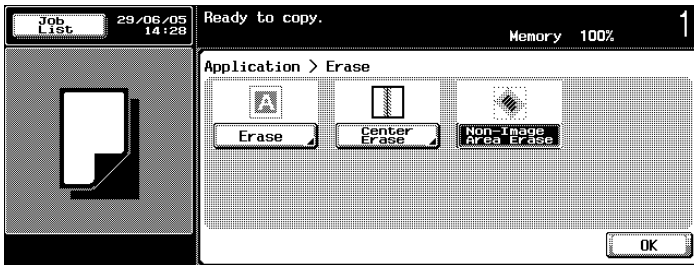 Job
List
29/06/05
14:28
Ready to copy.
Memory 100%
1
Application > Erase
A
Erase
Center
Erase
Non-Image
Area Erase
OK